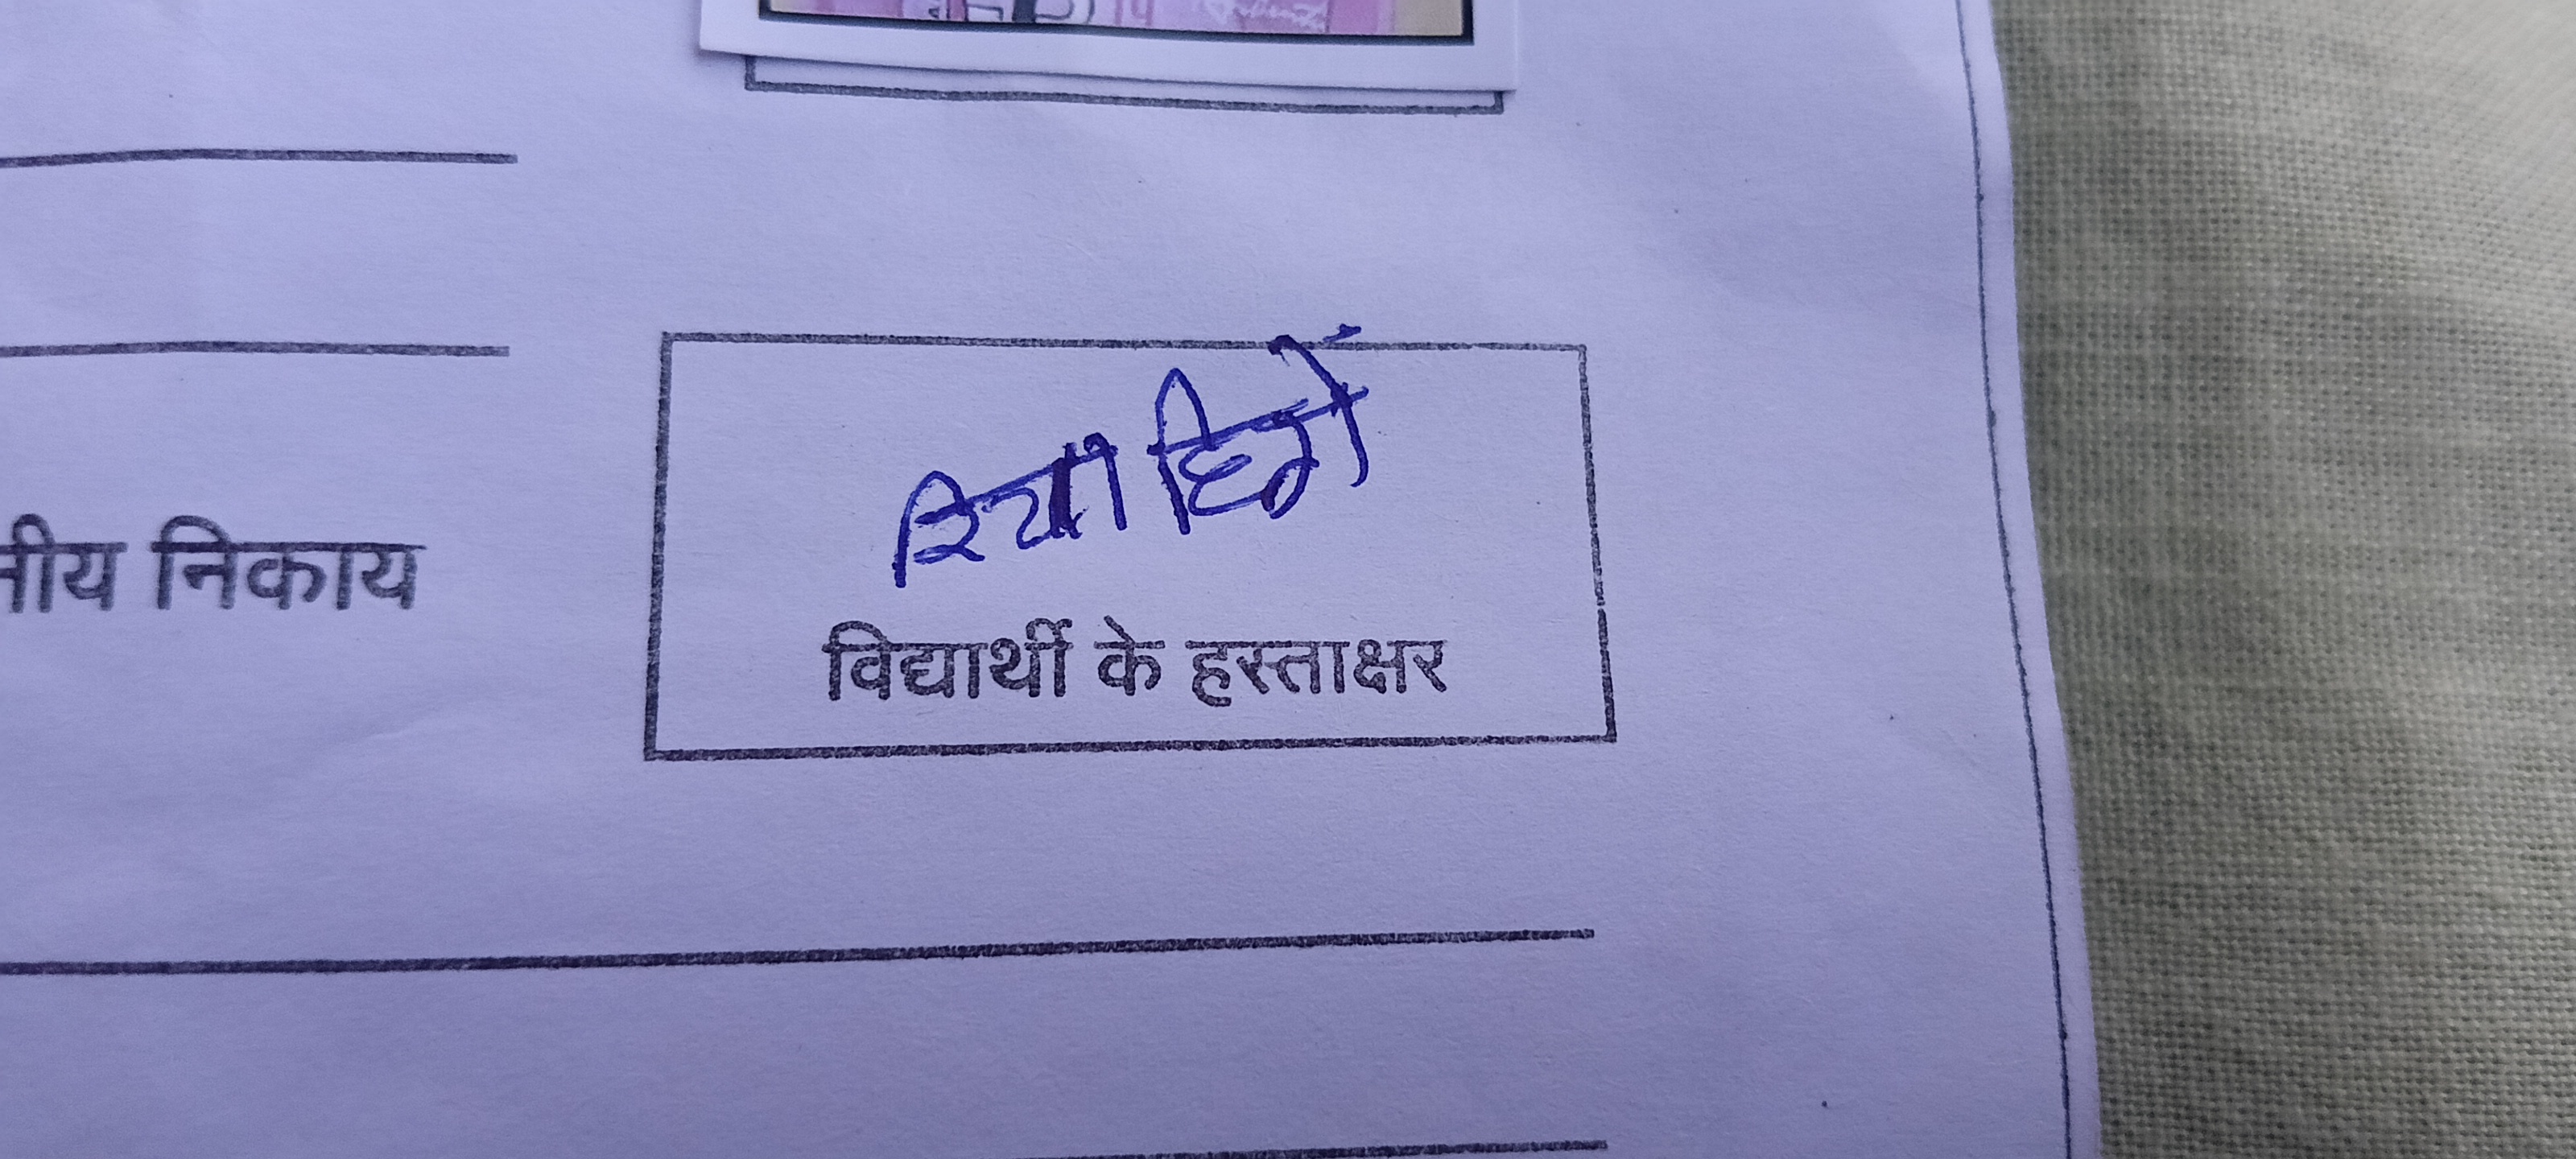 रिया
नीय निकाय
विद्यार्थी के हस्ताक्षर